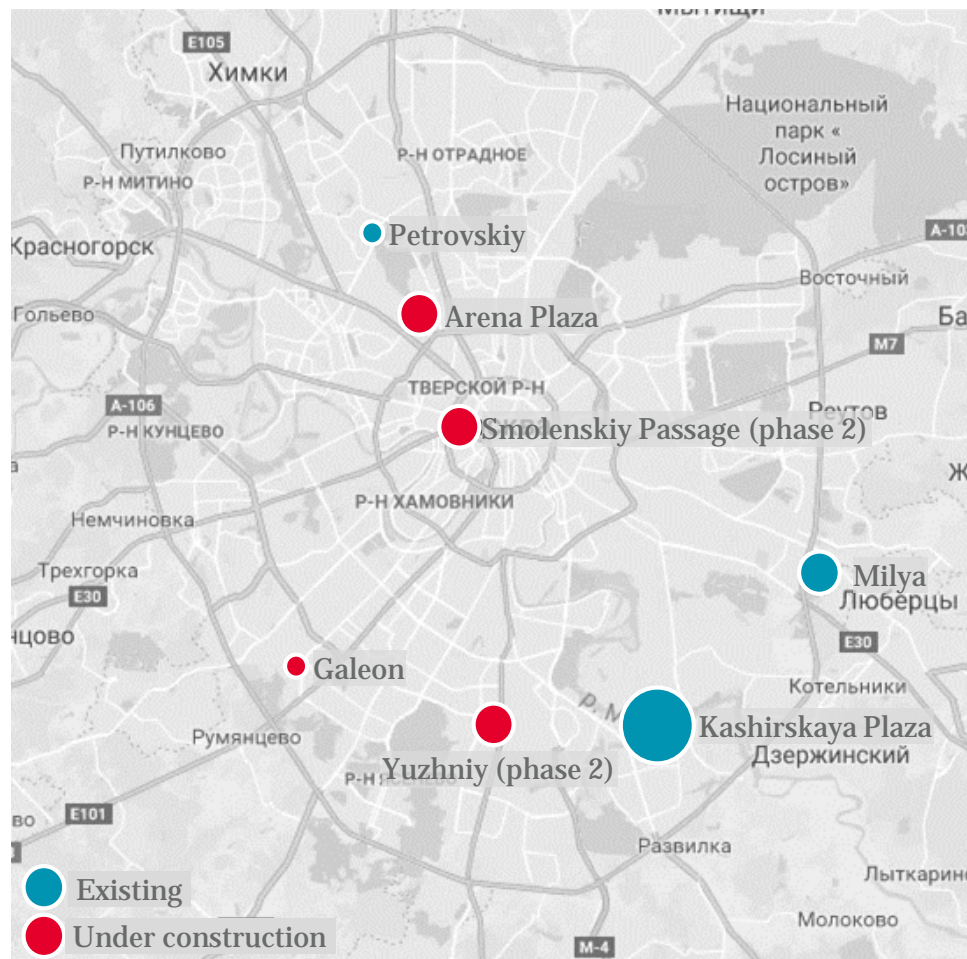 Мытищи
E105
Химки
Национальный
парк «
Лосиный
остров»
Путилково
Р-Н ОТРАДНОЕ
Р-Н МИТИНО
Petrovskiy
Красногорск
А-103
Восточный
Гольево
Arena Plaza
Ба
M7
ТВЕРСКОЙ Р-Н
А-106
Реутов
Р-Н КУНЦЕВО
Smolenskiy Passage (phase 2)
Ж
Р-Н ХАМОВНИКИ
Немчиновка
Трехгорка
Milya
E30
Люберцы
нцово
E30
Galeon
Котельники
Румянцево
Kashirskaya Plaza
Дзержинский
Yuzhniy (phase 2)
E101
во
Развилка
Existing
Лыткарино
Молоково
Under construction
M-4